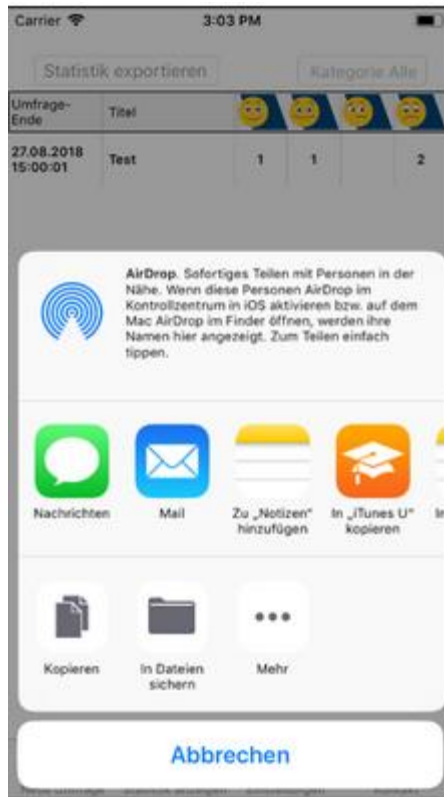 Carrier 3:03 PM
Statistik exportieren Kategorie Alle
Umfrage-
Ende
Titel
27.08.2018
15:00:01
Test 1 1 2
AirDrop. Sofortiges Teilen mit Personen in der
Nähe. Wenn diese Personen AirDrop im
Kontrollzentrum in iOS aktivieren bzw. auf dem
Mac AirDrop im Finder öffnen, werden ihre
Namen hier angezeigt. Zum Teilen einfach
tippen.
Nachrichten
Mail
Zu „Notizen“
hinzufügen
In „iTunes U“
kopieren
Kopieren
In Dateien
sichern
Mehr
Abbrechen